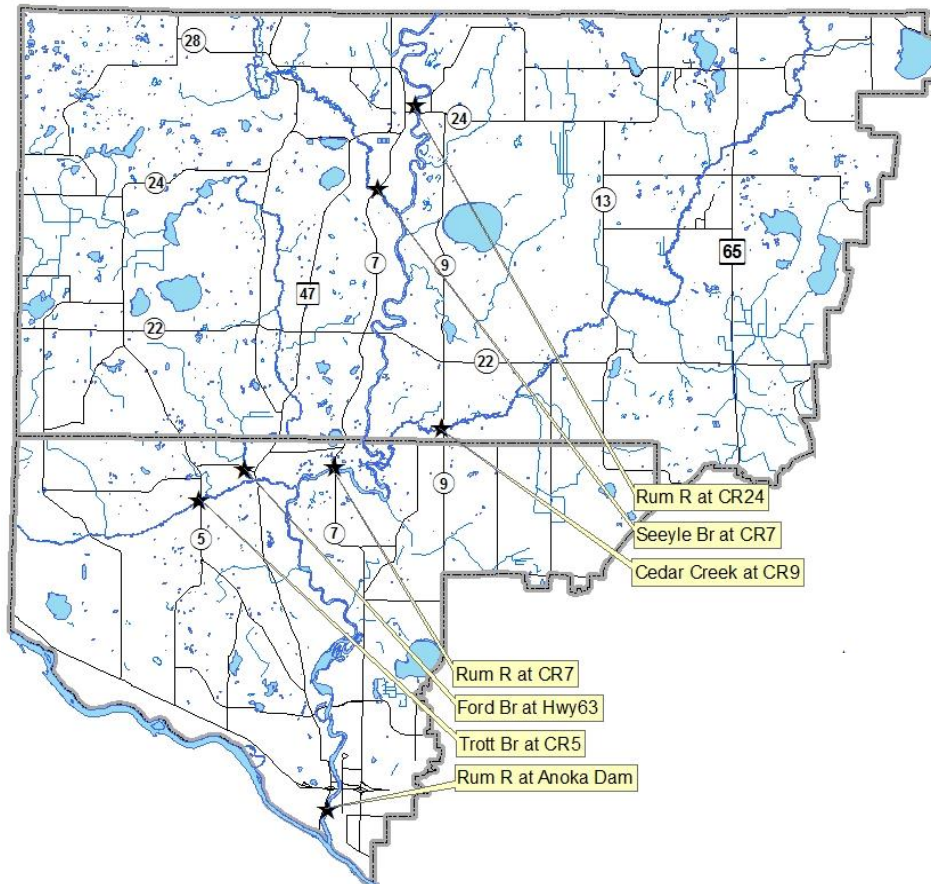 28
24
24
13
65
9
7
47
22
22
Rum R at CR24
Seeyle Br at CR7
Cedar Creek at CR9
9
5
7
Rum R at CR7
Ford Br at Hwy63
Trott Br at CR5
Rum R at Anoka Dam